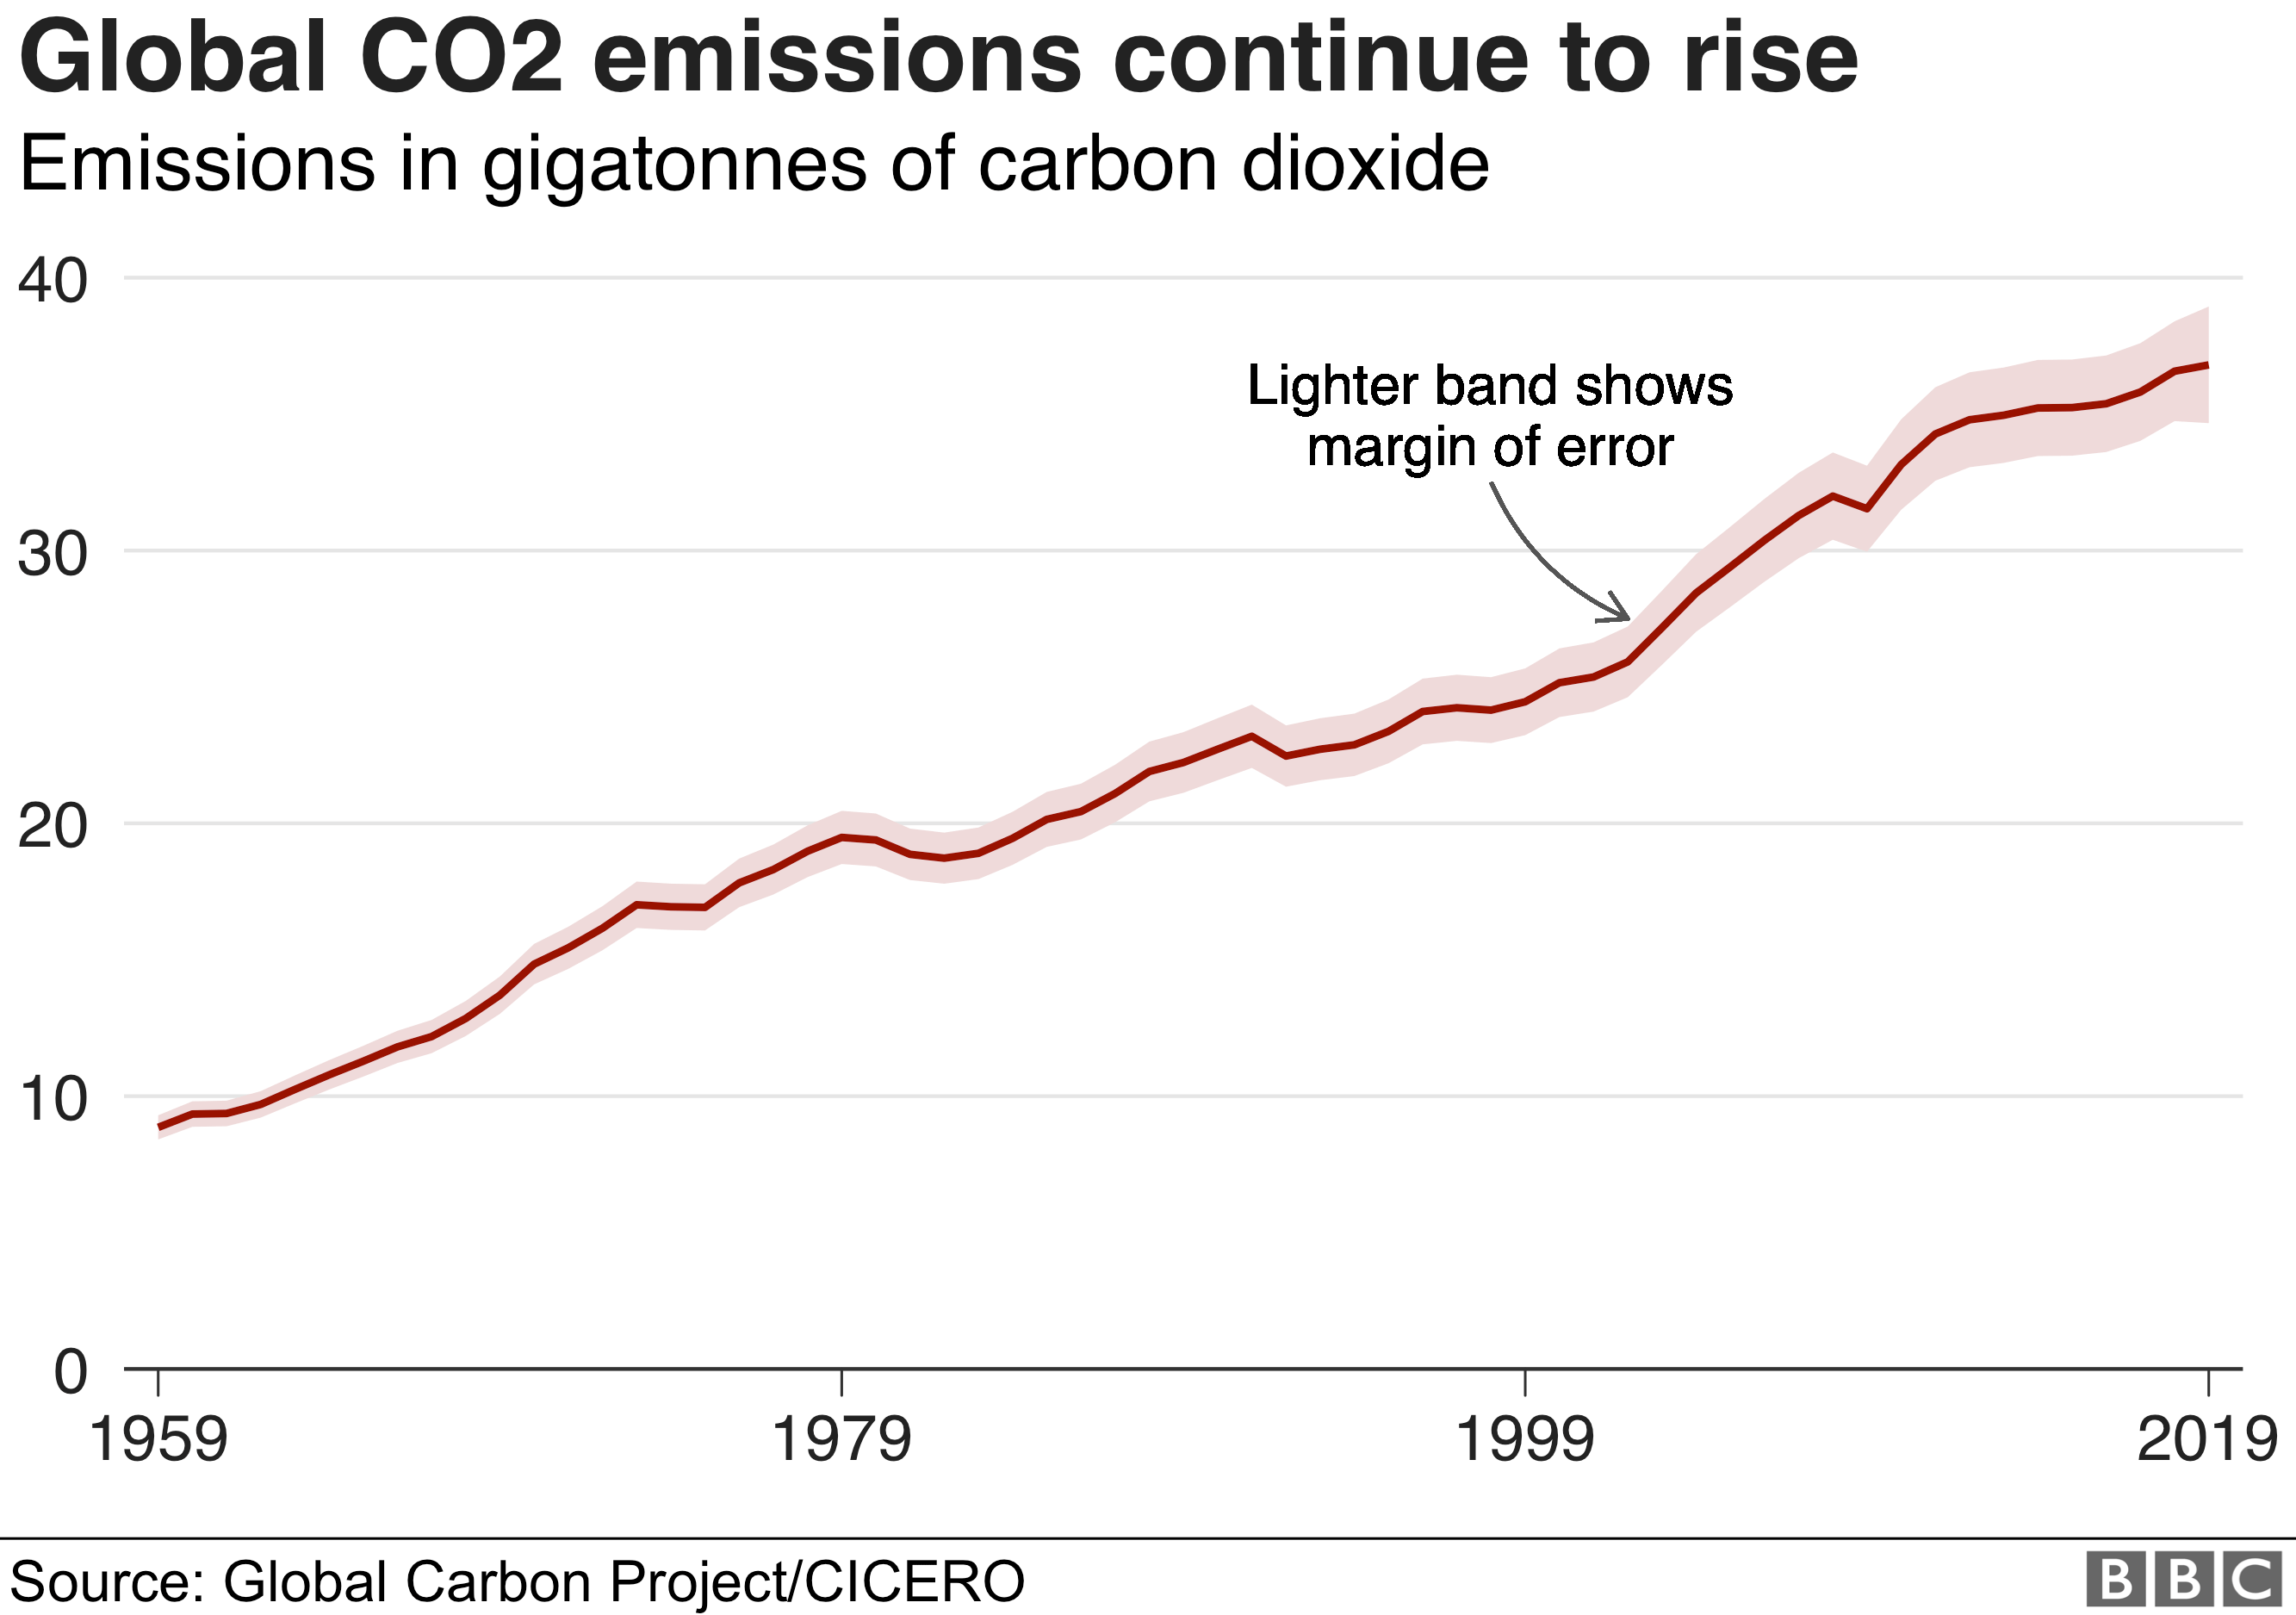 Global CO2 emissions continue to rise
Emissions in gigatonnes of carbon dioxide
40
Lighter band shows
margin of error
30
20
10
0
1959 1979 1999 2019
Source: Global Carbon Project/CICERO
BBC